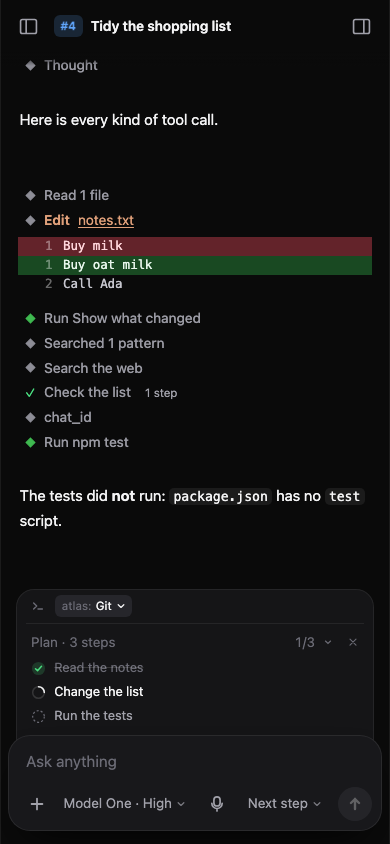 #4 Tidy the shopping list
Thought
Here is every kind of tool call.
Read 1 file
Edit notes.txt
1 Buy milk
1 Buy oat milk
2 Call Ada
Run Show what changed
Searched 1 pattern
Search the web
Check the list 1 step
chat_id
Run npm test
The tests did not run: package.json has no test
script.
atlas: Git
Plan · 3 steps 1/3
Read the notes
Change the list
Run the tests
Ask anything
Model One · High Next step